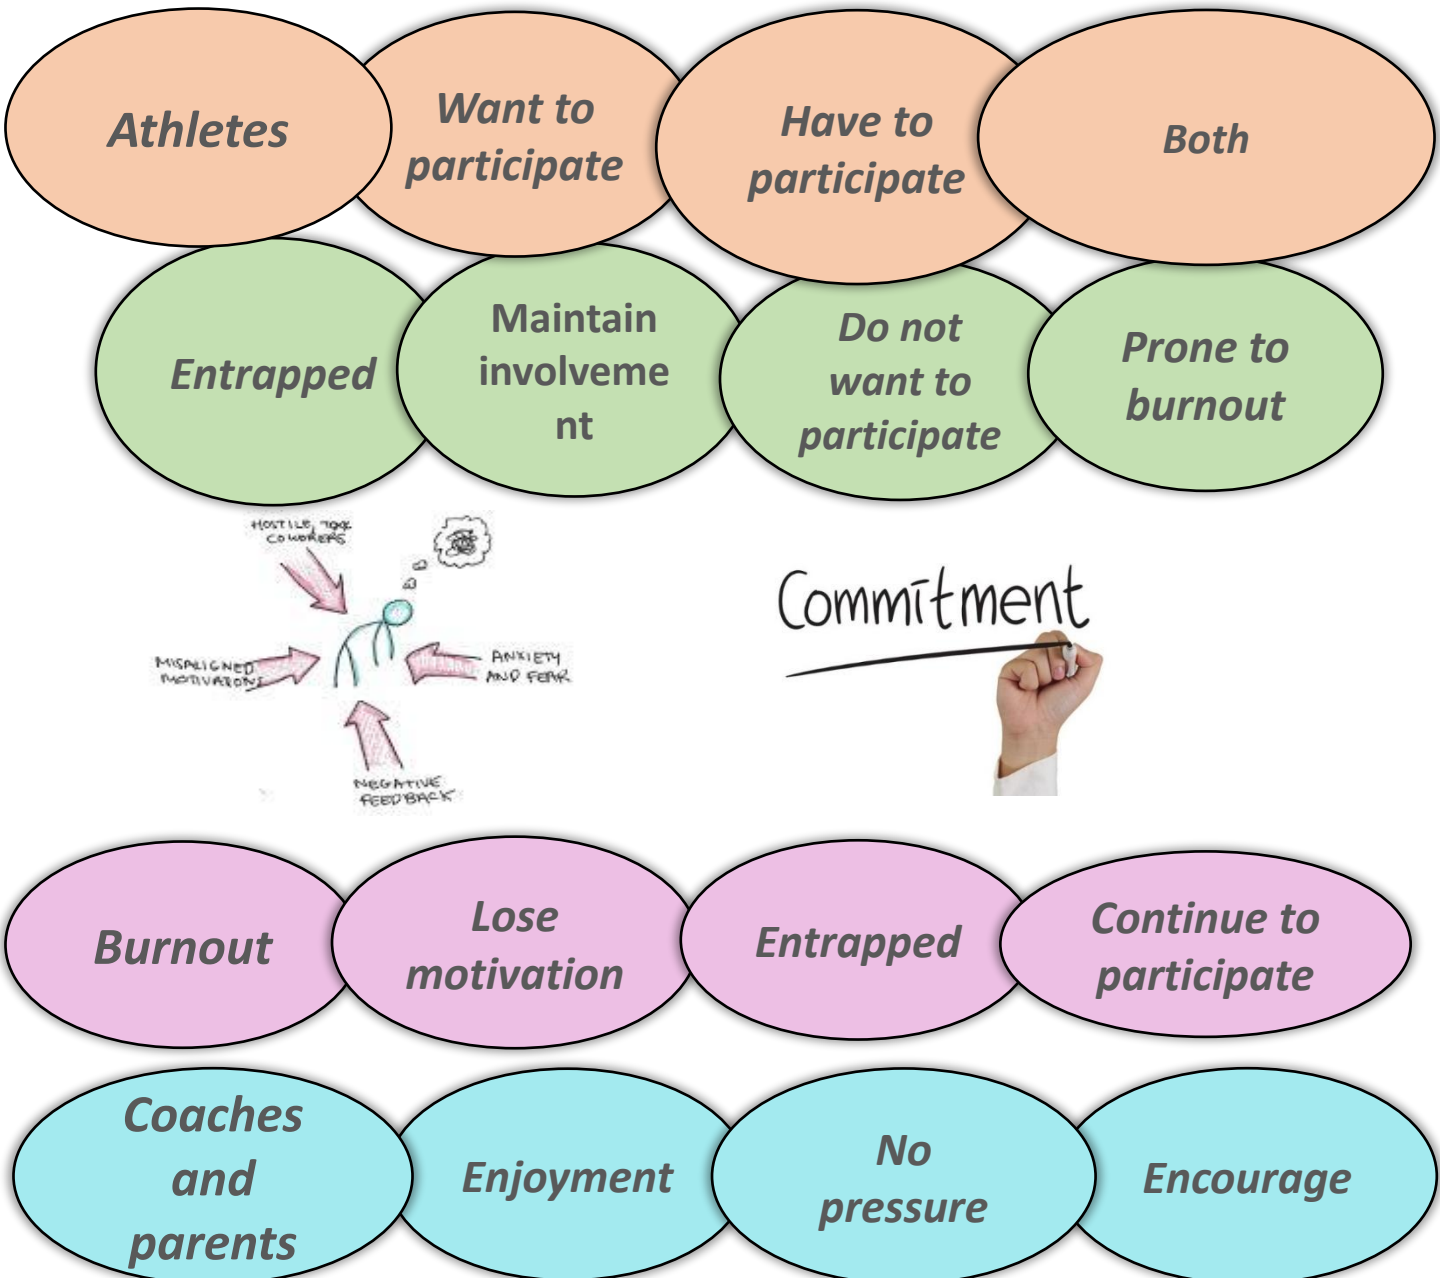 Athletes
Want to
participate
Have to
participate
Both
Entrapped
Maintain
involveme
nt
Do not
want to
participate
Prone to
burnout
HOSTILE,
COWORERS
MISALIGNED
MOTIVATIONS
ANXIETY
AND FEAR
NEGATIVE
FEEDBACK
Commitment
Burnout
Lose
motivation
Entrapped
Continue to
participate
Coaches
and
parents
Enjoyment
No
pressure
Encourage